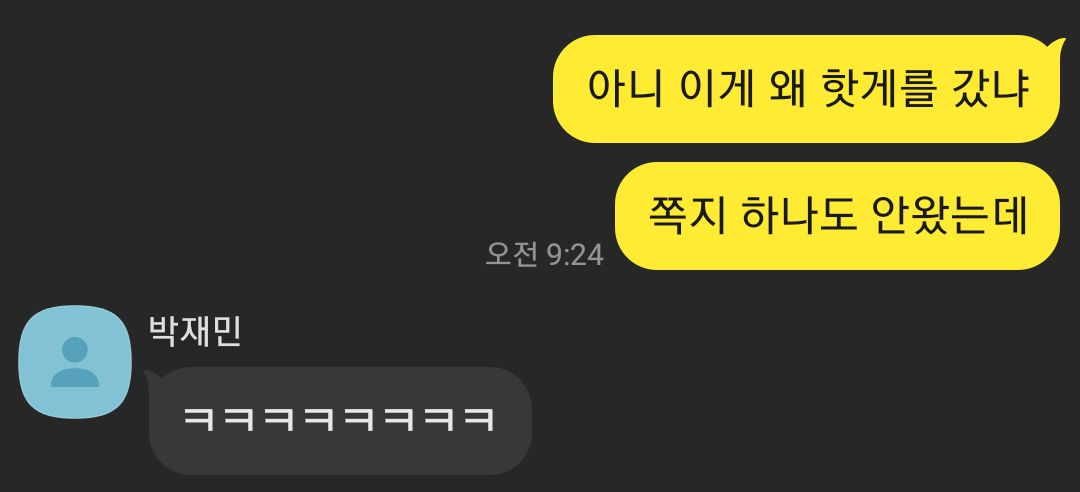 아니 이게 왜 핫게를 갔냐
쪽지 하나도 안왔는데
오전 9:24
박재민
ㅋㅋㅋㅋㅋㅋㅋㅋ